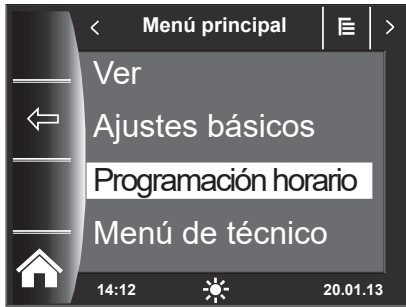 Menú principal
Ver
Ajustes básicos
Programación horario
Menú de técnico
14:12 20.01.13